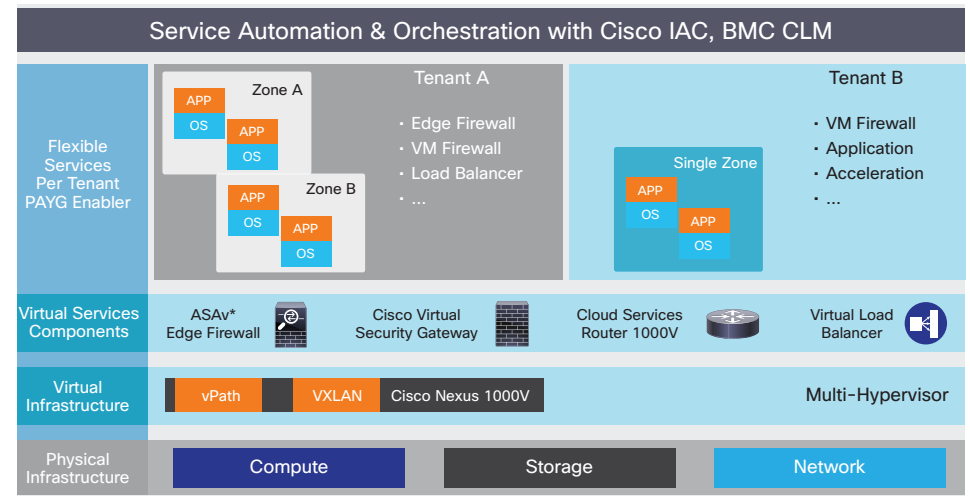 Service Automation & Orchestration with Cisco IAC, BMC CLM
Flexible
Services
Per Tenant
PAYG Enabler
Zone A
APP
OS
APP
OS
Zone B
APP
OS
APP
OS
Tenant A
· Edge Firewall
· VM Firewall
· Load Balancer
· ...
Single Zone
APP
OS
APP
OS
Tenant B
· VM Firewall
· Application
· Acceleration
· ...
Virtual Services
Components
ASAv*
Edge Firewall
Cisco Virtual
Security Gateway
Cloud Services
Router 1000V
Virtual Load
Balancer
Virtual
Infrastructure
vPath
VXLAN
Cisco Nexus 1000V
Multi-Hypervisor
Physical
Infrastructure
Compute
Storage
Network